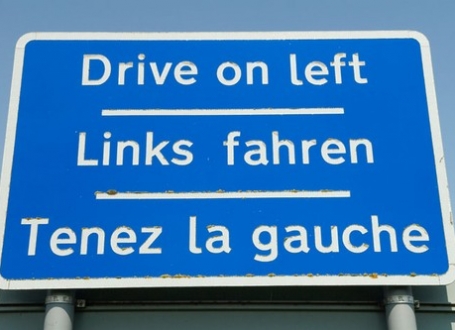 Drive on left
Links fahren
Tenez la gauche